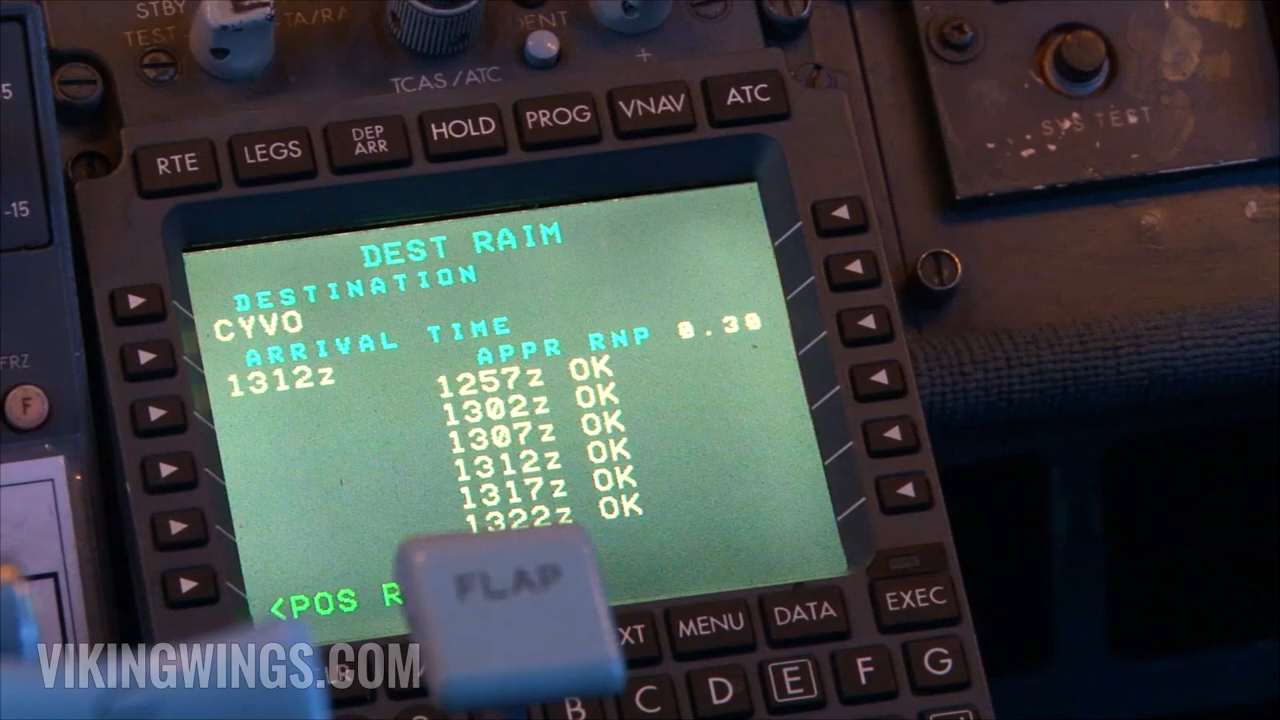 STBY
TEST
TA/RA
IDENT
+
TCAS/ATC
SYS TEST
5
-15
FRZ
F
RTE
LEGS
DEP
ARR
HOLD
PROG
VNAV
ATC
DEST RAIM
DESTINATION
CYVO
ARRIVAL TIME
APPR RNP 0.30
1312z
1257z OK
1302z OK
1307z OK
1312z OK
1317z OK
1322z OK
<POS R
FLAP
MENU
DATA
EXEC
B
C
D
E
F
G
VIKINGWINGS.COM